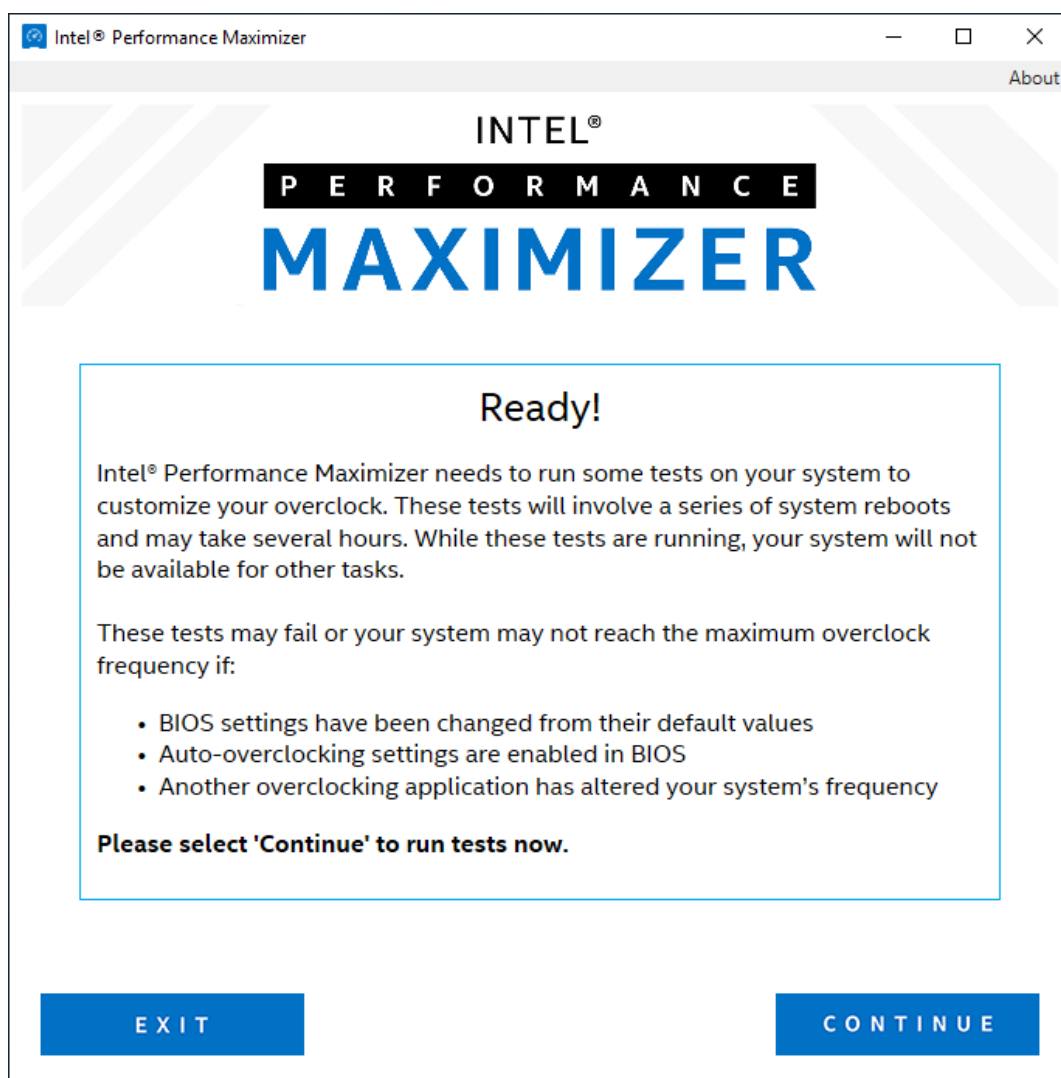 Intel® Performance Maximizer
About
INTEL®
PERFORMANCE
MAXIMIZER
Ready!
Intel® Performance Maximizer needs to run some tests on your system to
customize your overclock. These tests will involve a series of system reboots
and may take several hours. While these tests are running, your system will not
be available for other tasks.
These tests may fail or your system may not reach the maximum overclock
frequency if:
• BIOS settings have been changed from their default values
• Auto-overclocking settings are enabled in BIOS
• Another overclocking application has altered your system’s frequency
Please select 'Continue' to run tests now.
EXIT
CONTINUE